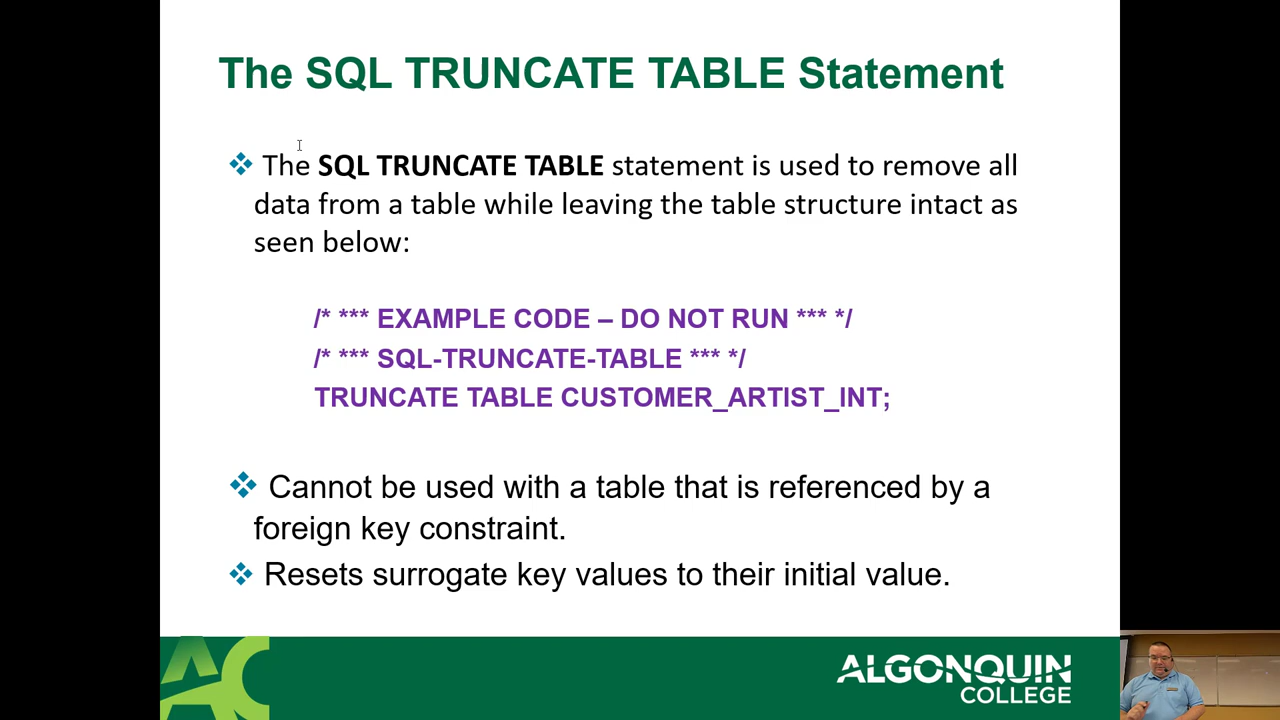 The SQL TRUNCATE TABLE Statement
The SQL TRUNCATE TABLE statement is used to remove all
data from a table while leaving the table structure intact as
seen below:
/* *** EXAMPLE CODE – DO NOT RUN *** */
/* *** SQL-TRUNCATE-TABLE *** */
TRUNCATE TABLE CUSTOMER_ARTIST_INT;
Cannot be used with a table that is referenced by a
foreign key constraint.
Resets surrogate key values to their initial value.
AC
ALGONQUIN
COLLEGE